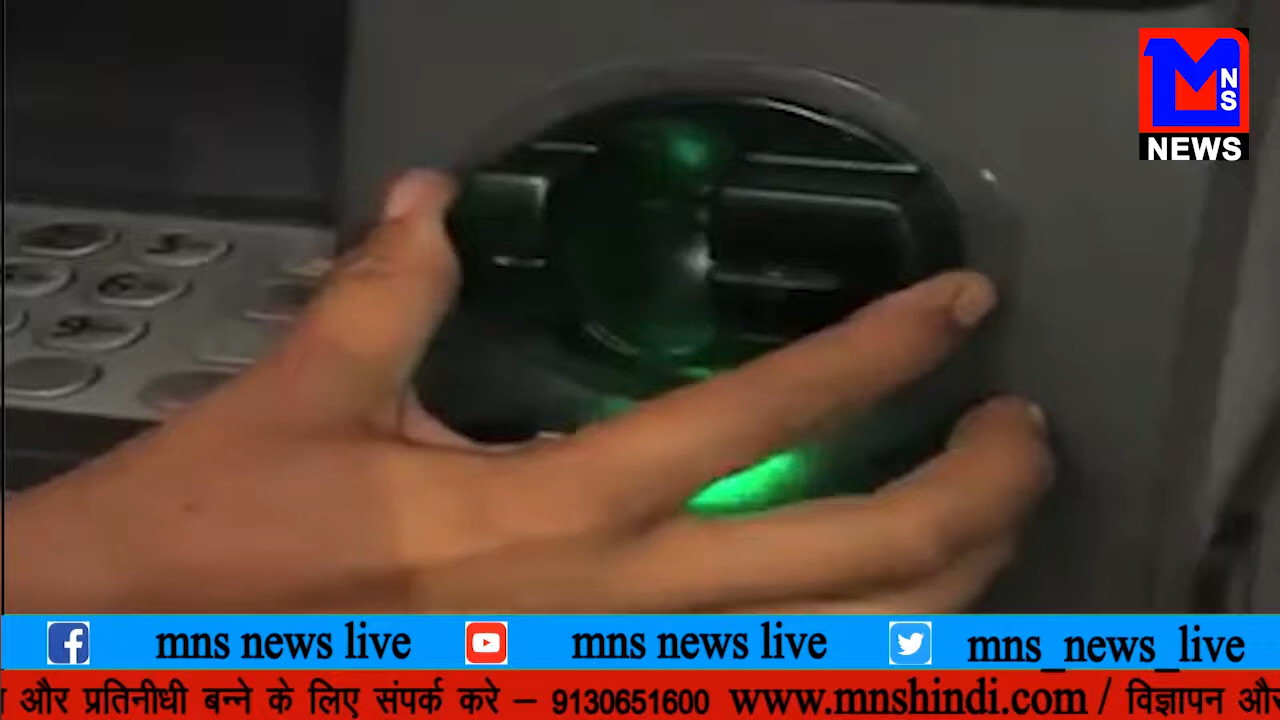 MNS
NEWS
mns news live mns news live mns_news_live
और प्रतिनीधी बन्ने के लिए संपर्क करे – 9130651600 www.mnshindi.com / विज्ञापन और